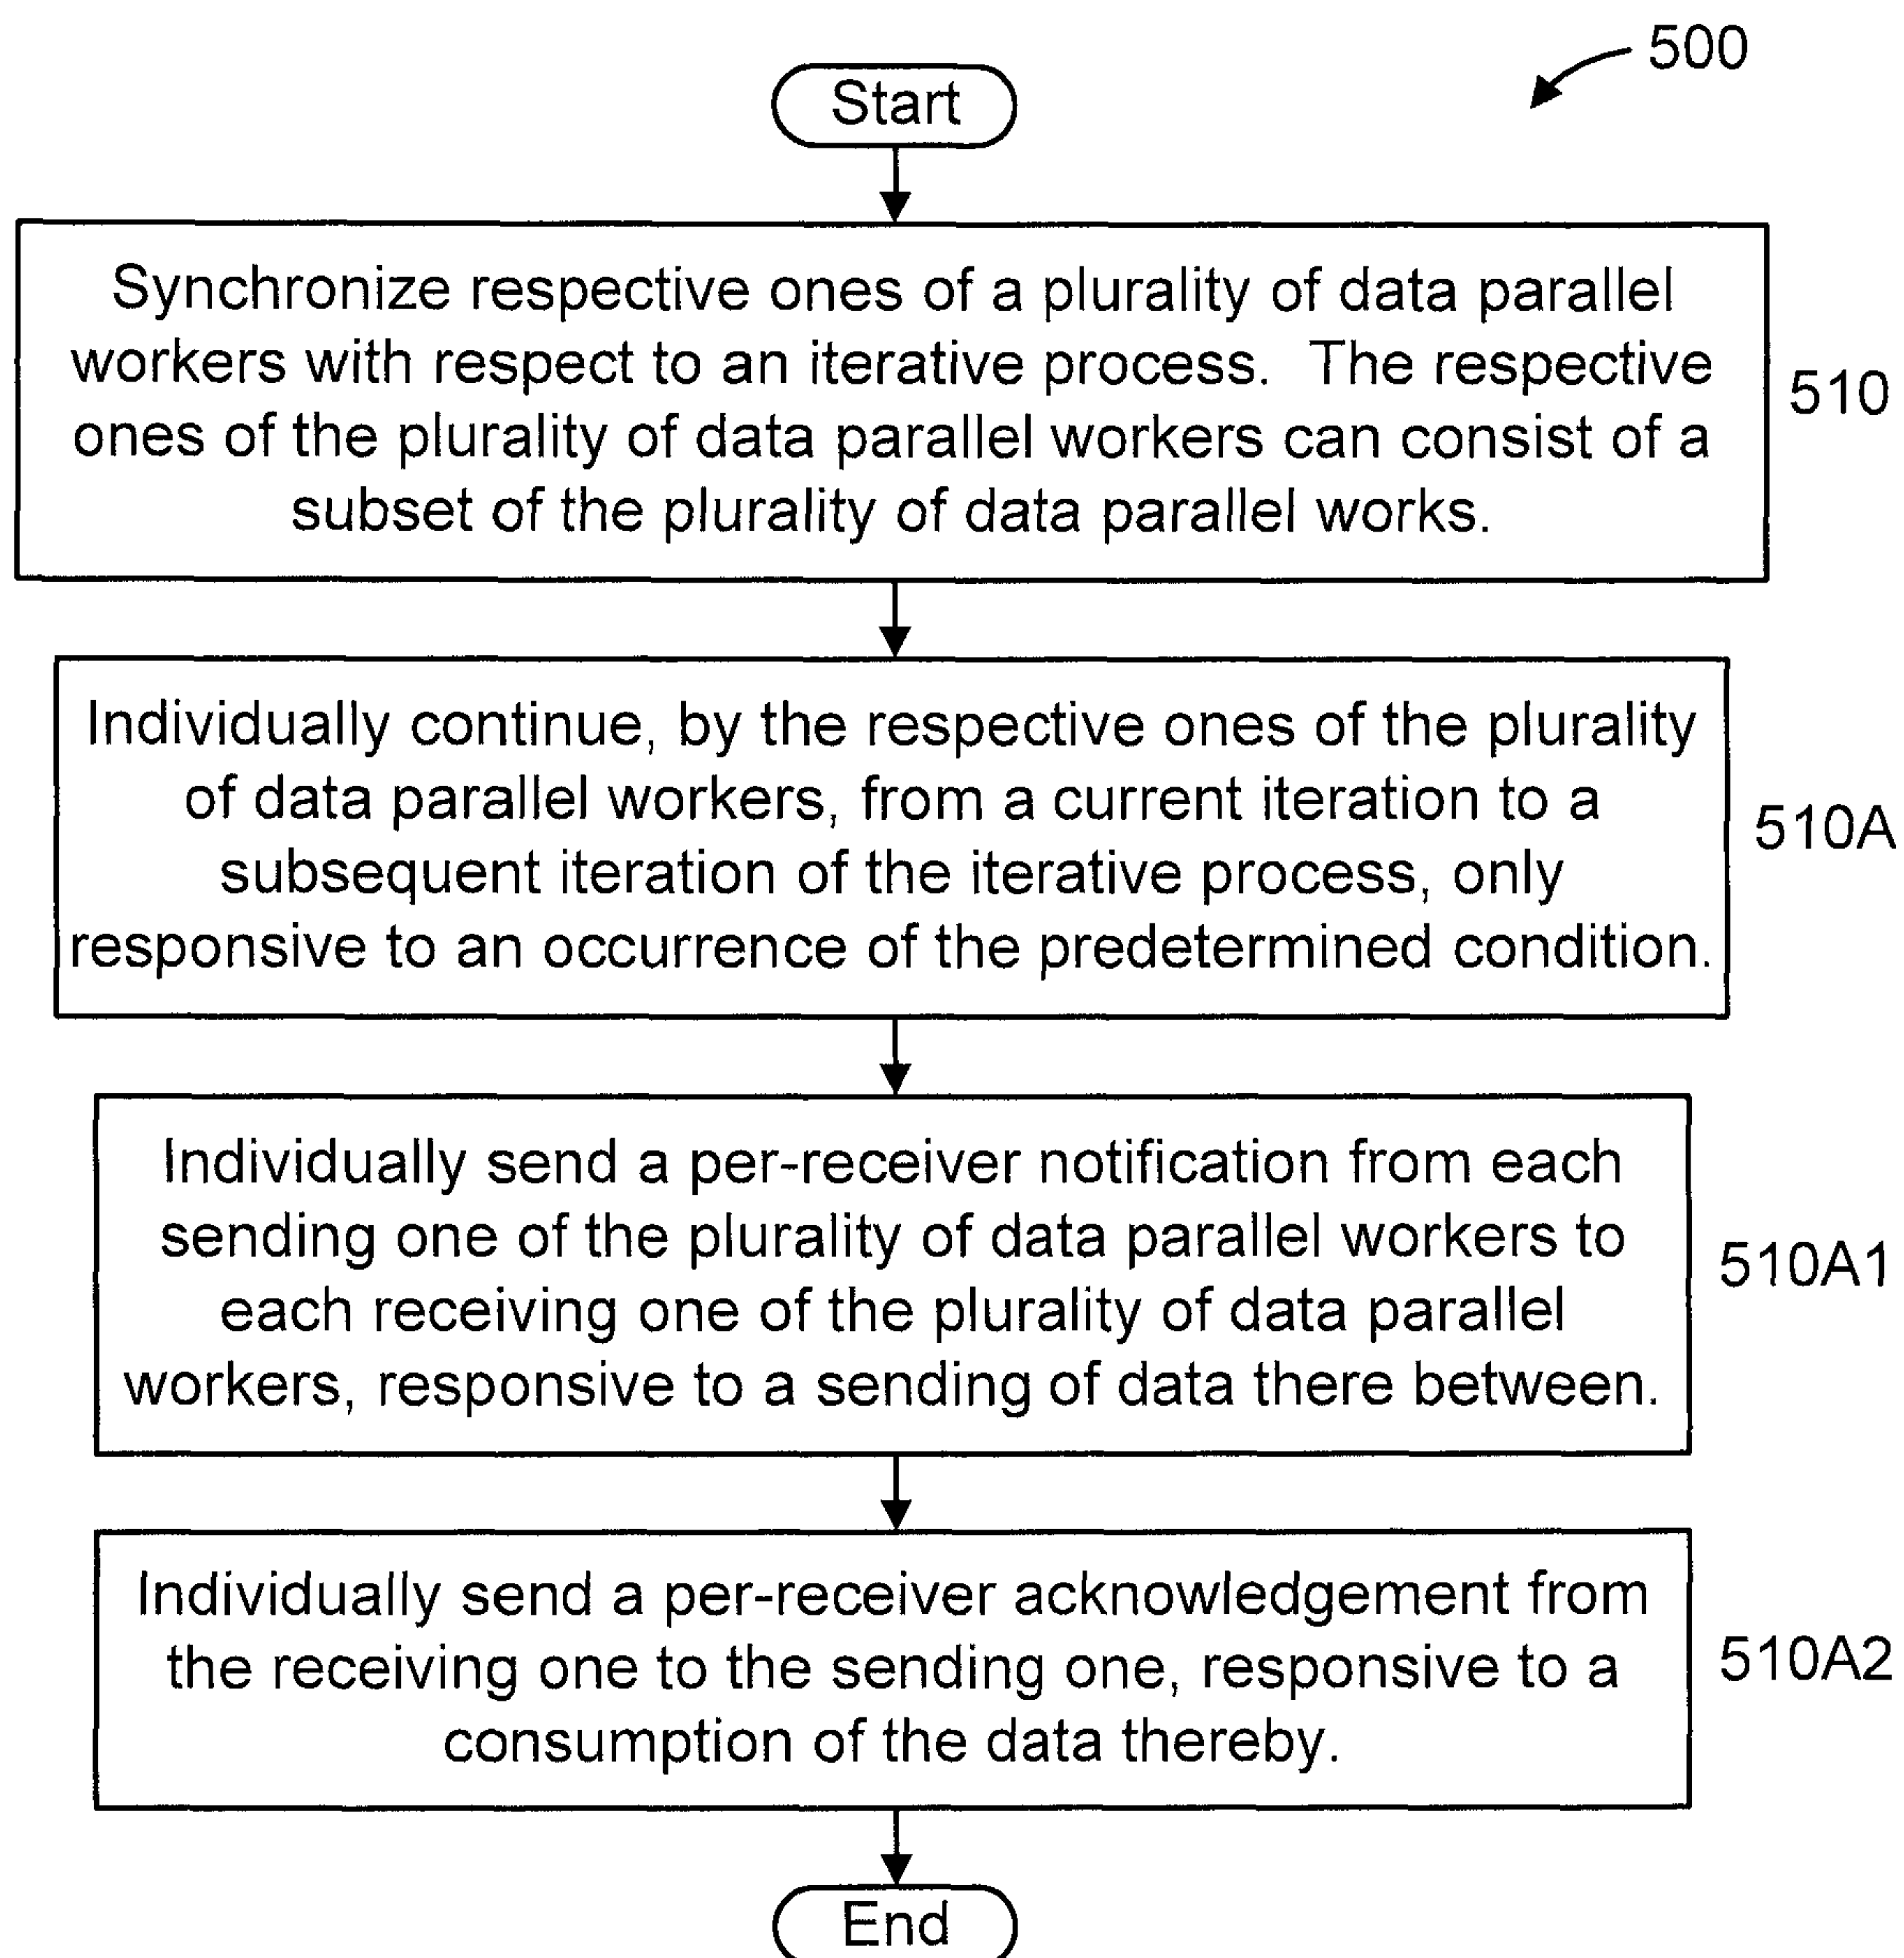 500
Start
Synchronize respective ones of a plurality of data parallel
workers with respect to an iterative process. The respective
ones of the plurality of data parallel workers can consist of a
subset of the plurality of data parallel works.
510
Individually continue, by the respective ones of the plurality
of data parallel workers, from a current iteration to a
subsequent iteration of the iterative process, only
responsive to an occurrence of the predetermined condition.
510A
Individually send a per-receiver notification from each
sending one of the plurality of data parallel workers to
each receiving one of the plurality of data parallel
workers, responsive to a sending of data there between.
510A1
Individually send a per-receiver acknowledgement from
the receiving one to the sending one, responsive to a
consumption of the data thereby.
510A2
End